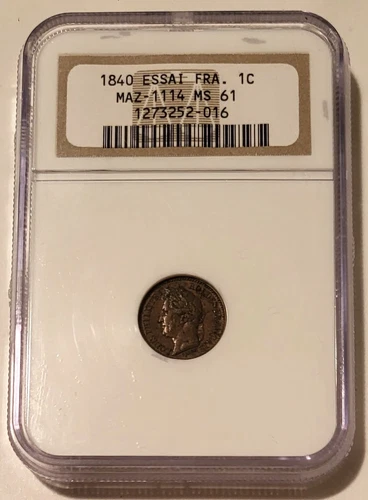 1840 ESSAI FRA. 1C
MAZ-1114 MS 61
1273252-016